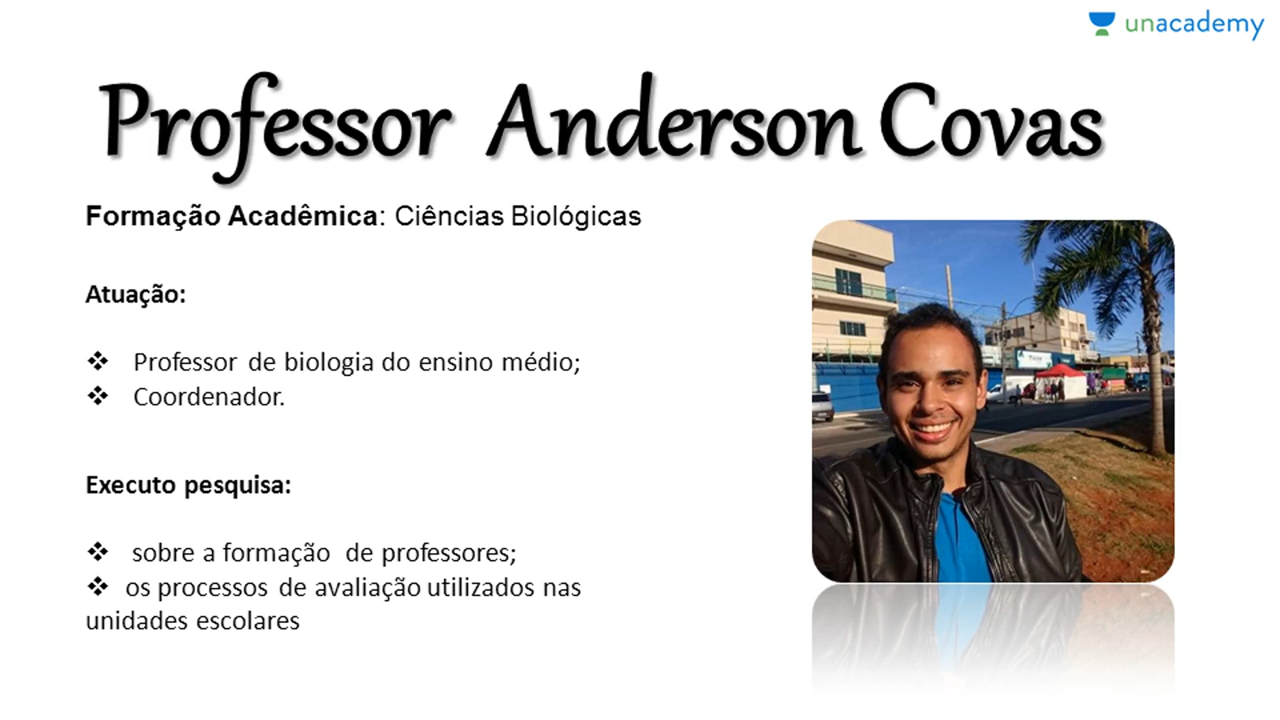 unacademy
Professor Anderson Covas
Formação Acadêmica: Ciências Biológicas
Atuação:
❖ Professor de biologia do ensino médio;
❖ Coordenador.
Executo pesquisa:
❖ sobre a formação de professores;
❖ os processos de avaliação utilizados nas
unidades escolares